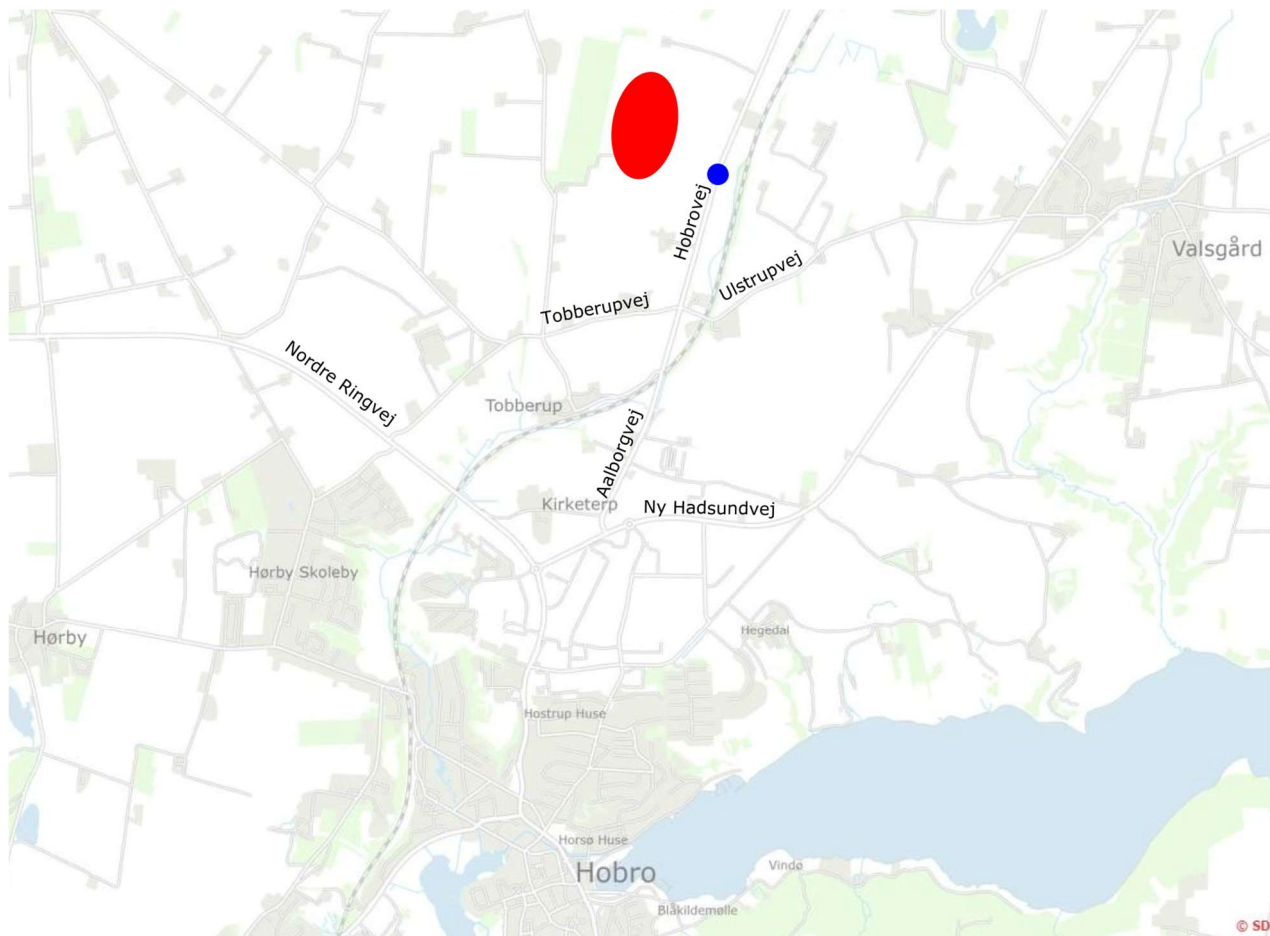 Hobrovej
Valsgård
Ulstrupvej
Tobberupvej
Nordre Ringvej
Tobberup
Aalborgvej
Kirketerp
Ny Hadsundvej
Hørby Skoleby
Hørby
Hegedal
Hostrup Huse
Horsø Huse
Hobro
Vindø
Blåkildemølle
© SD